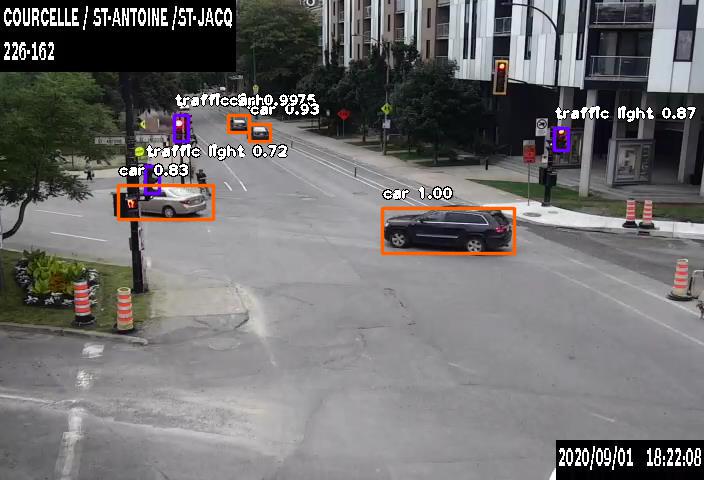 COURCELLE / ST-ANTOINE /ST-JACQ
226-162
car 0.93
traffic light 0.87
traffic light 0.72
car 0.83
car 1.00
2020/09/01 18:22:08